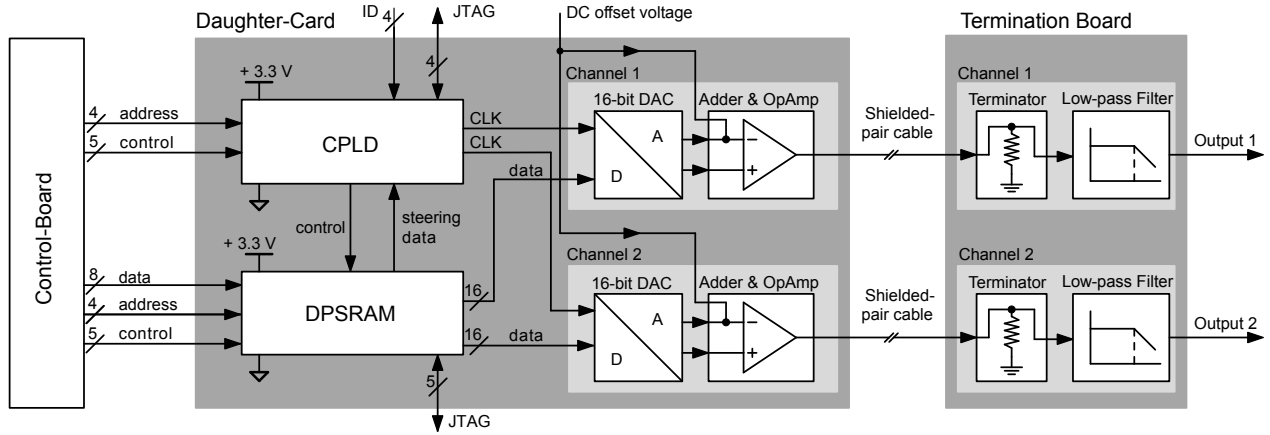 Daughter-Card
ID
4
JTAG
DC offset voltage
Termination Board
Control-Board
+ 3.3 V
4
4
address
5
control
CPLD
CLK
CLK
data
control
steering
data
Channel 1
16-bit DAC
A
D
Adder & OpAmp
−
+
Shielded-
pair cable
Channel 1
Terminator
Low-pass Filter
Output 1
+ 3.3 V
8
data
4
address
5
control
DPSRAM
16
16
data
5
JTAG
Channel 2
16-bit DAC
A
D
Adder & OpAmp
−
+
Shielded-
pair cable
Channel 2
Terminator
Low-pass Filter
Output 2